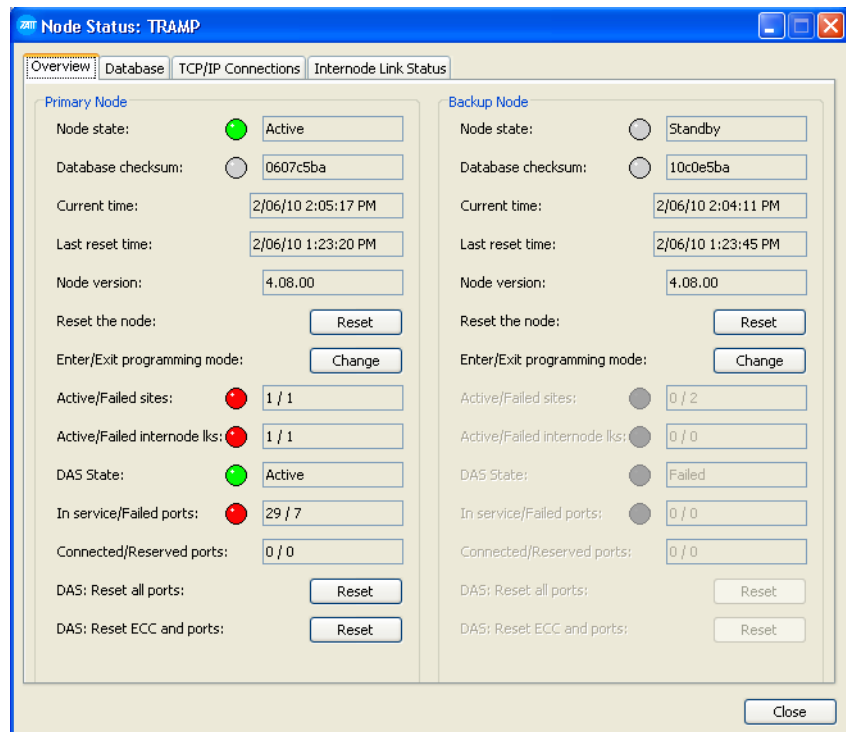 TAIT Node Status: TRAMP
Overview Database TCP/IP Connections Internode Link Status
Primary Node
Node state: Active
Database checksum: 0607c5ba
Current time: 2/06/10 2:05:17 PM
Last reset time: 2/06/10 1:23:20 PM
Node version: 4.08.00
Reset the node: Reset
Enter/Exit programming mode: Change
Active/Failed sites: 1 / 1
Active/Failed internode lks: 1 / 1
DAS State: Active
In service/Failed ports: 29 / 7
Connected/Reserved ports: 0 / 0
DAS: Reset all ports: Reset
DAS: Reset ECC and ports: Reset
Backup Node
Node state: Standby
Database checksum: 10c0e5ba
Current time: 2/06/10 2:04:11 PM
Last reset time: 2/06/10 1:23:45 PM
Node version: 4.08.00
Reset the node: Reset
Enter/Exit programming mode: Change
Active/Failed sites: 0 / 2
Active/Failed internode lks: 0 / 0
DAS State: Failed
In service/Failed ports: 0 / 0
Connected/Reserved ports: 0 / 0
DAS: Reset all ports: Reset
DAS: Reset ECC and ports: Reset
Close